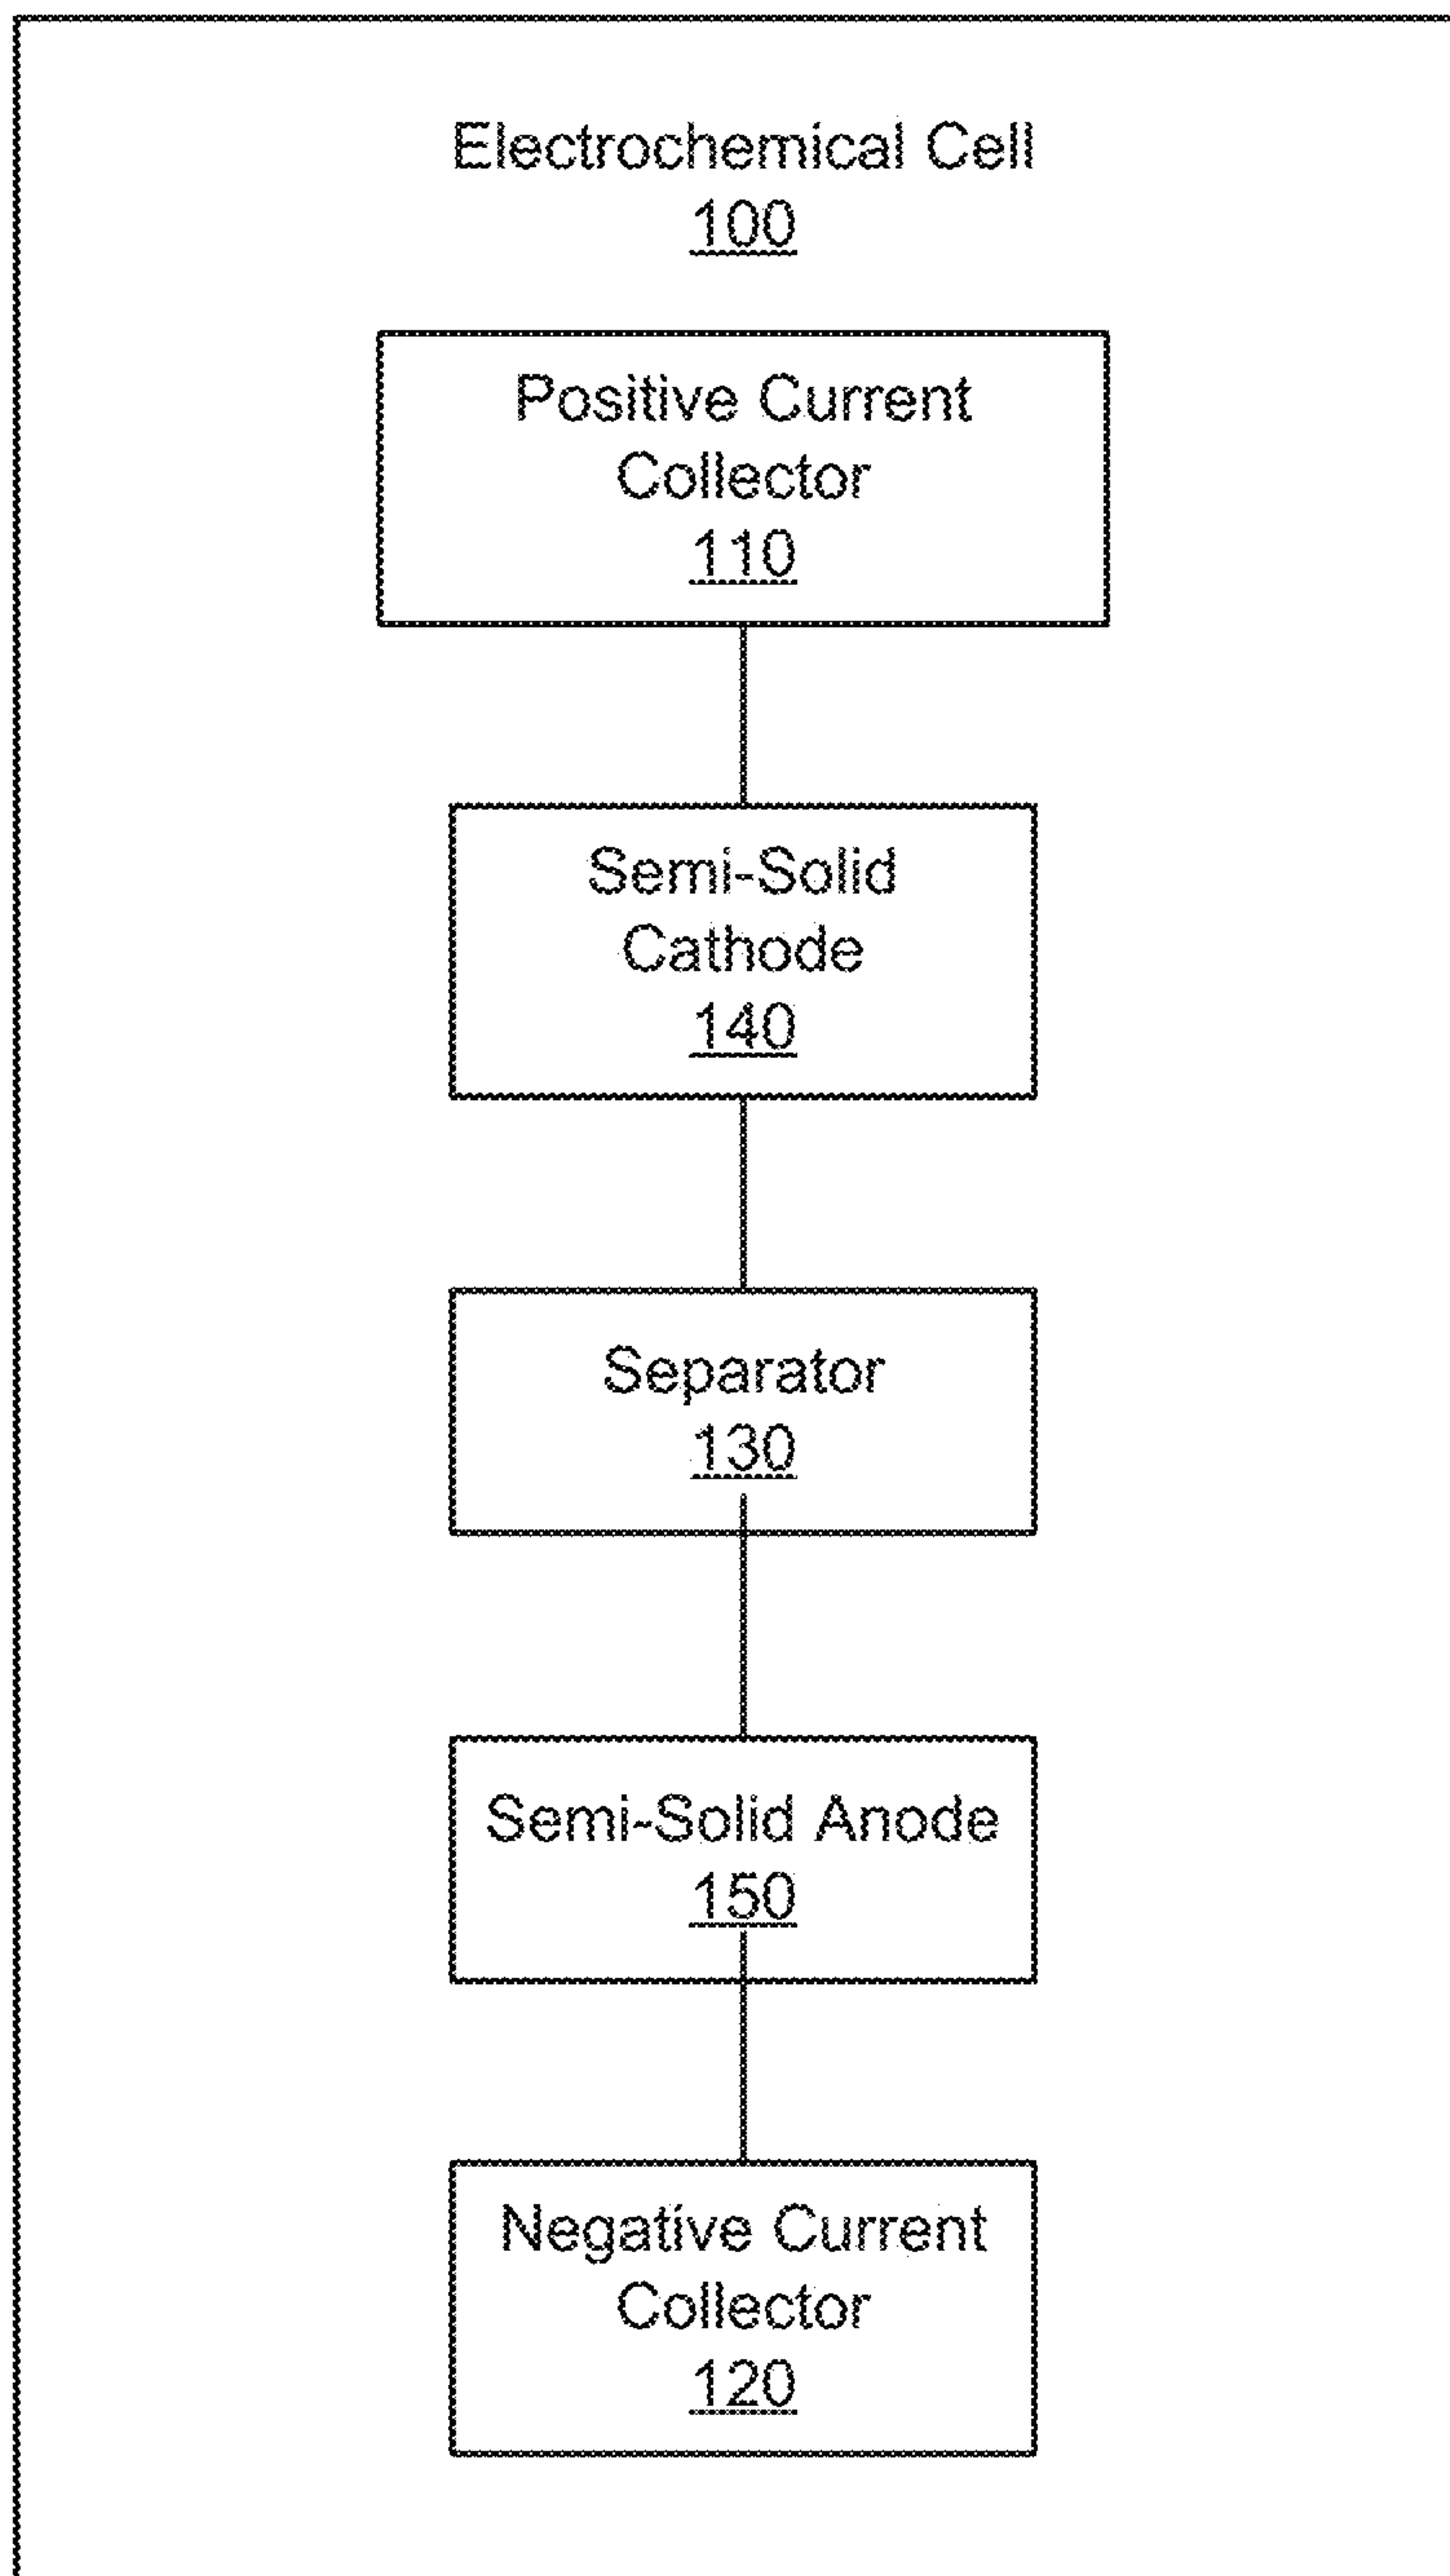 Electrochemical Cell
100
Positive Current
Collector
110
Semi-Solid
Cathode
140
Separator
130
Semi-Solid Anode
150
Negative Current
Collector
120